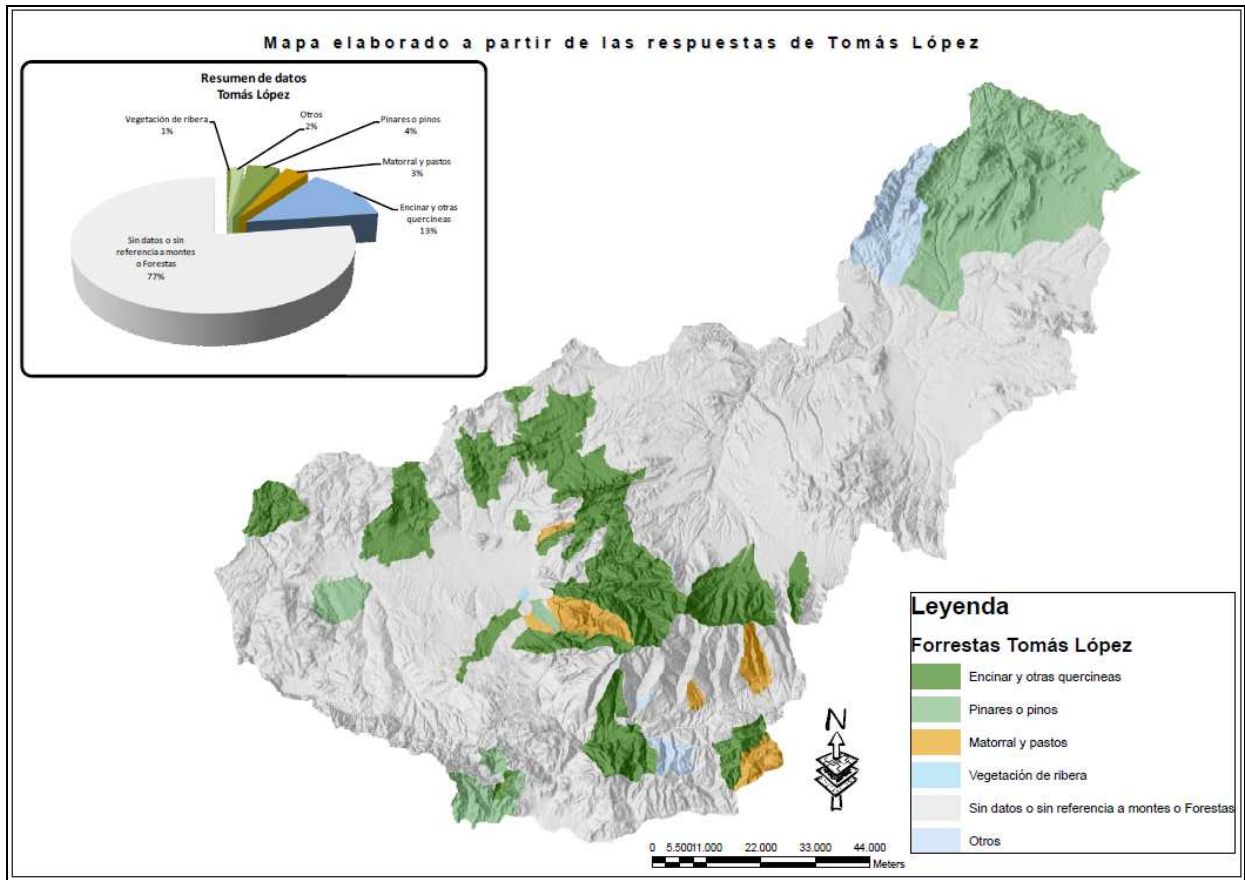 Mapa elaborado a partir de las respuestas de Tomás López
Resumen de datos
Tomás López
Vegetación de ribera
1%
Otros
2%
Pinares o pinos
4%
Matorral y pastos
3%
Encinar y otras
quercíneas
13%
Sin datos o sin
referencia a montes
o Forestas
77%
Leyenda
Forrestas Tomás López
Encinar y otras quercineas
Pinares o pinos
Matorral y pastos
Vegetación de ribera
Sin datos o sin referencia a montes o Forestas
Otros
N
0 5.50011.000 22.000 33.000 44.000
Meters